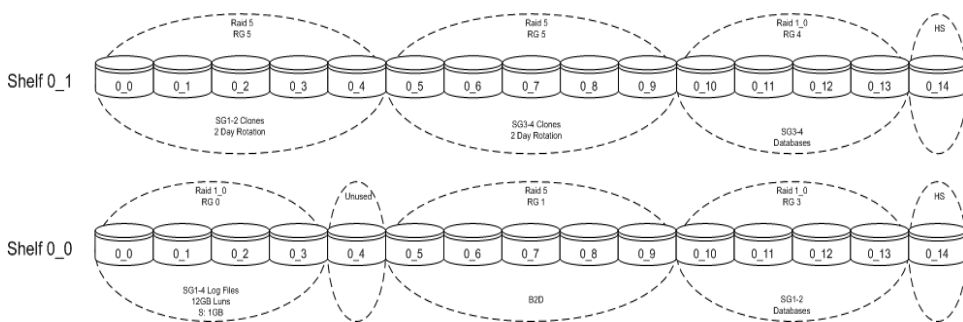 Raid 5
RG 5
Raid 5
RG 5
Raid 1_0
RG 4
HS
Shelf 0_1
0_0
0_1
0_2
0_3
0_4
0_5
0_6
0_7
0_8
0_9
0_10
0_11
0_12
0_13
0_14
SG1-2 Clones
2 Day Rotation
SG3-4 Clones
2 Day Rotation
SG3-4
Databases
Raid 1_0
RG 0
Unused
Raid 5
RG 1
Raid 1_0
RG 3
HS
Shelf 0_0
0_0
0_1
0_2
0_3
0_4
0_5
0_6
0_7
0_8
0_9
0_10
0_11
0_12
0_13
0_14
SG1-4 Log Files
12GB Luns
S: 1GB
B2D
SG1-2
Databases